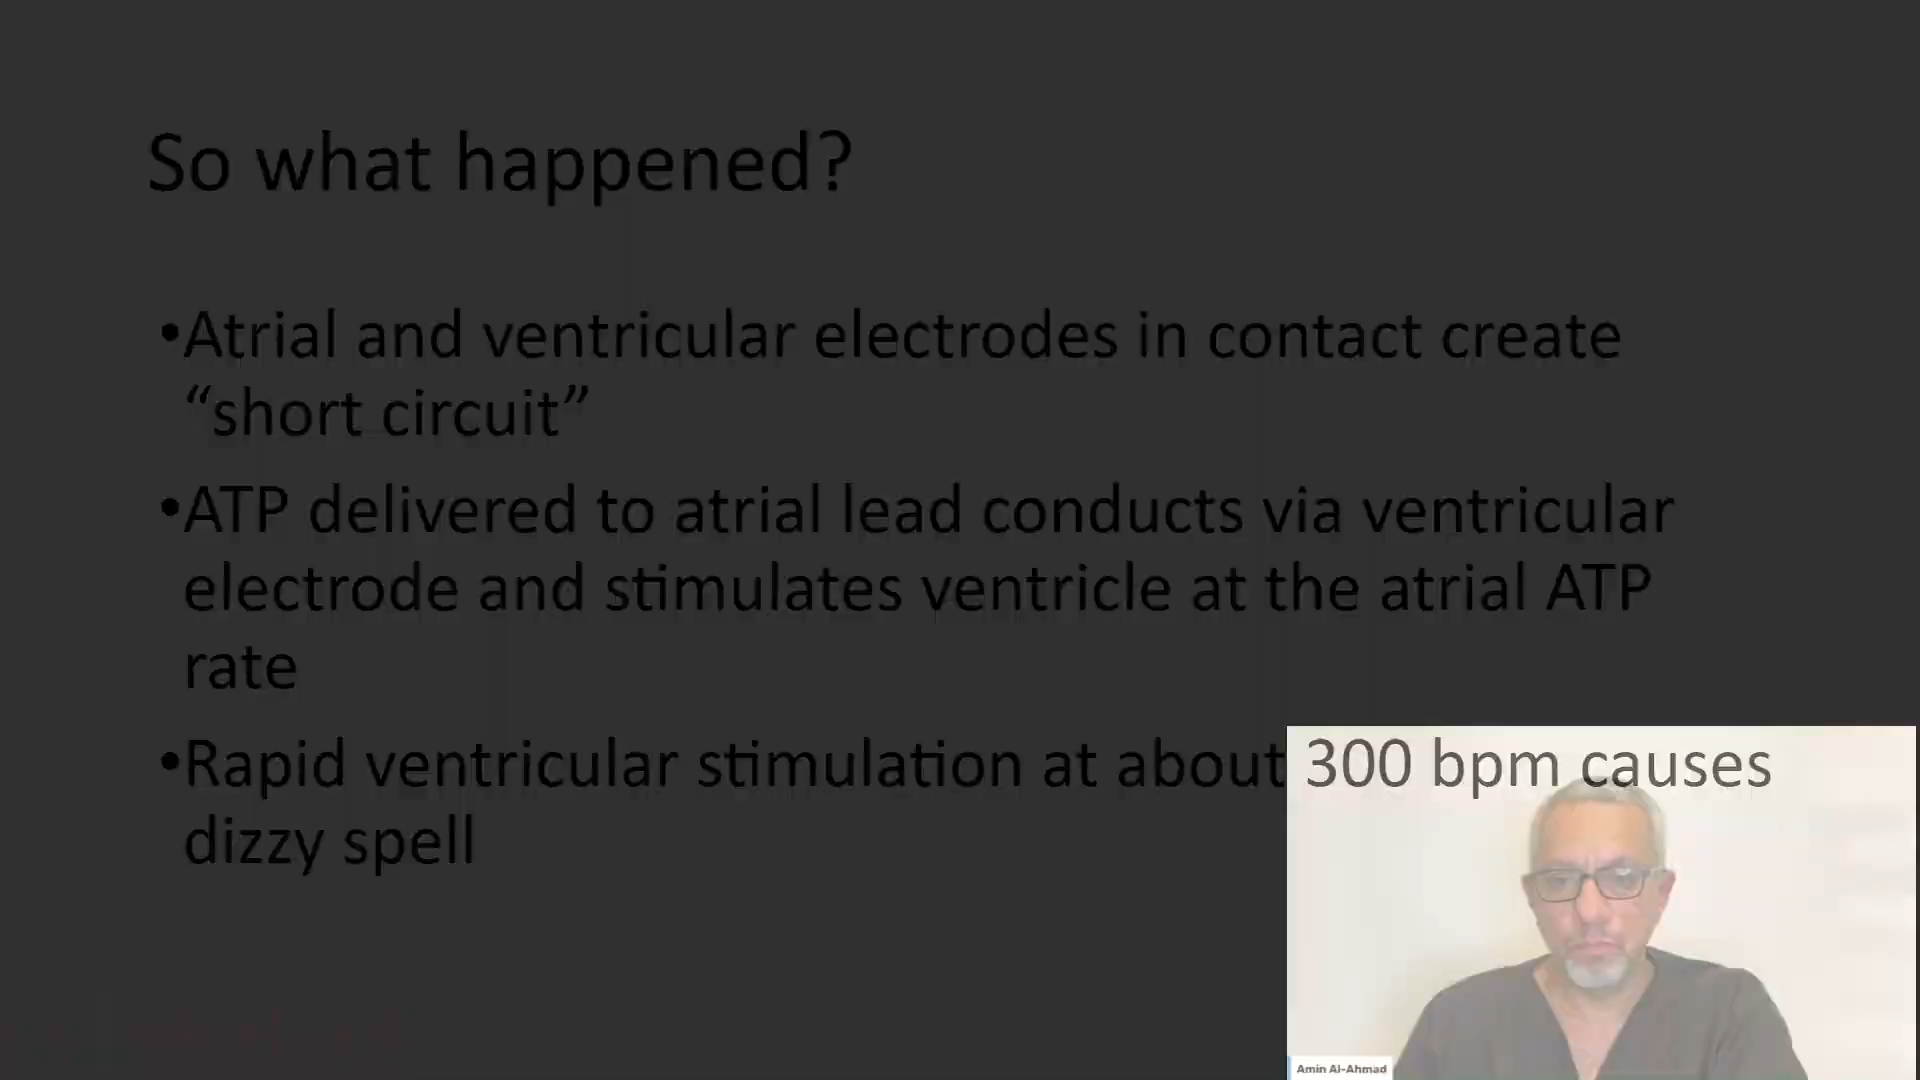 So what happened?
•Atrial and ventricular electrodes in contact create
“short circuit”
•ATP delivered to atrial lead conducts via ventricular
electrode and stimulates ventricle at the atrial ATP
rate
•Rapid ventricular stimulation at about 300 bpm causes
dizzy spell
Amin Al-Ahmad